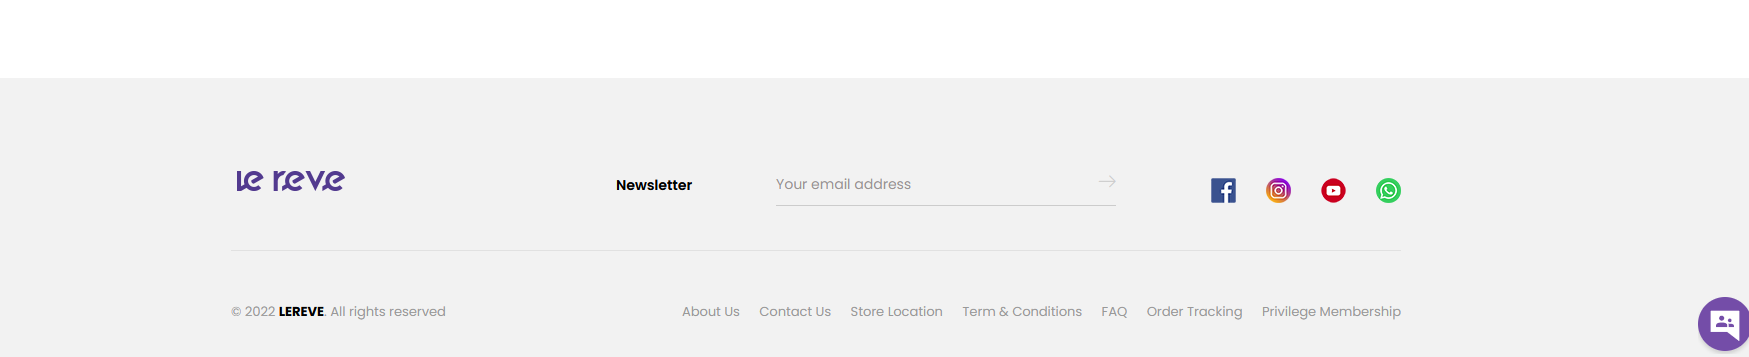 le reve
Newsletter
Your email address
© 2022 LEREVE. All rights reserved
About Us Contact Us Store Location Term & Conditions FAQ Order Tracking Privilege Membership